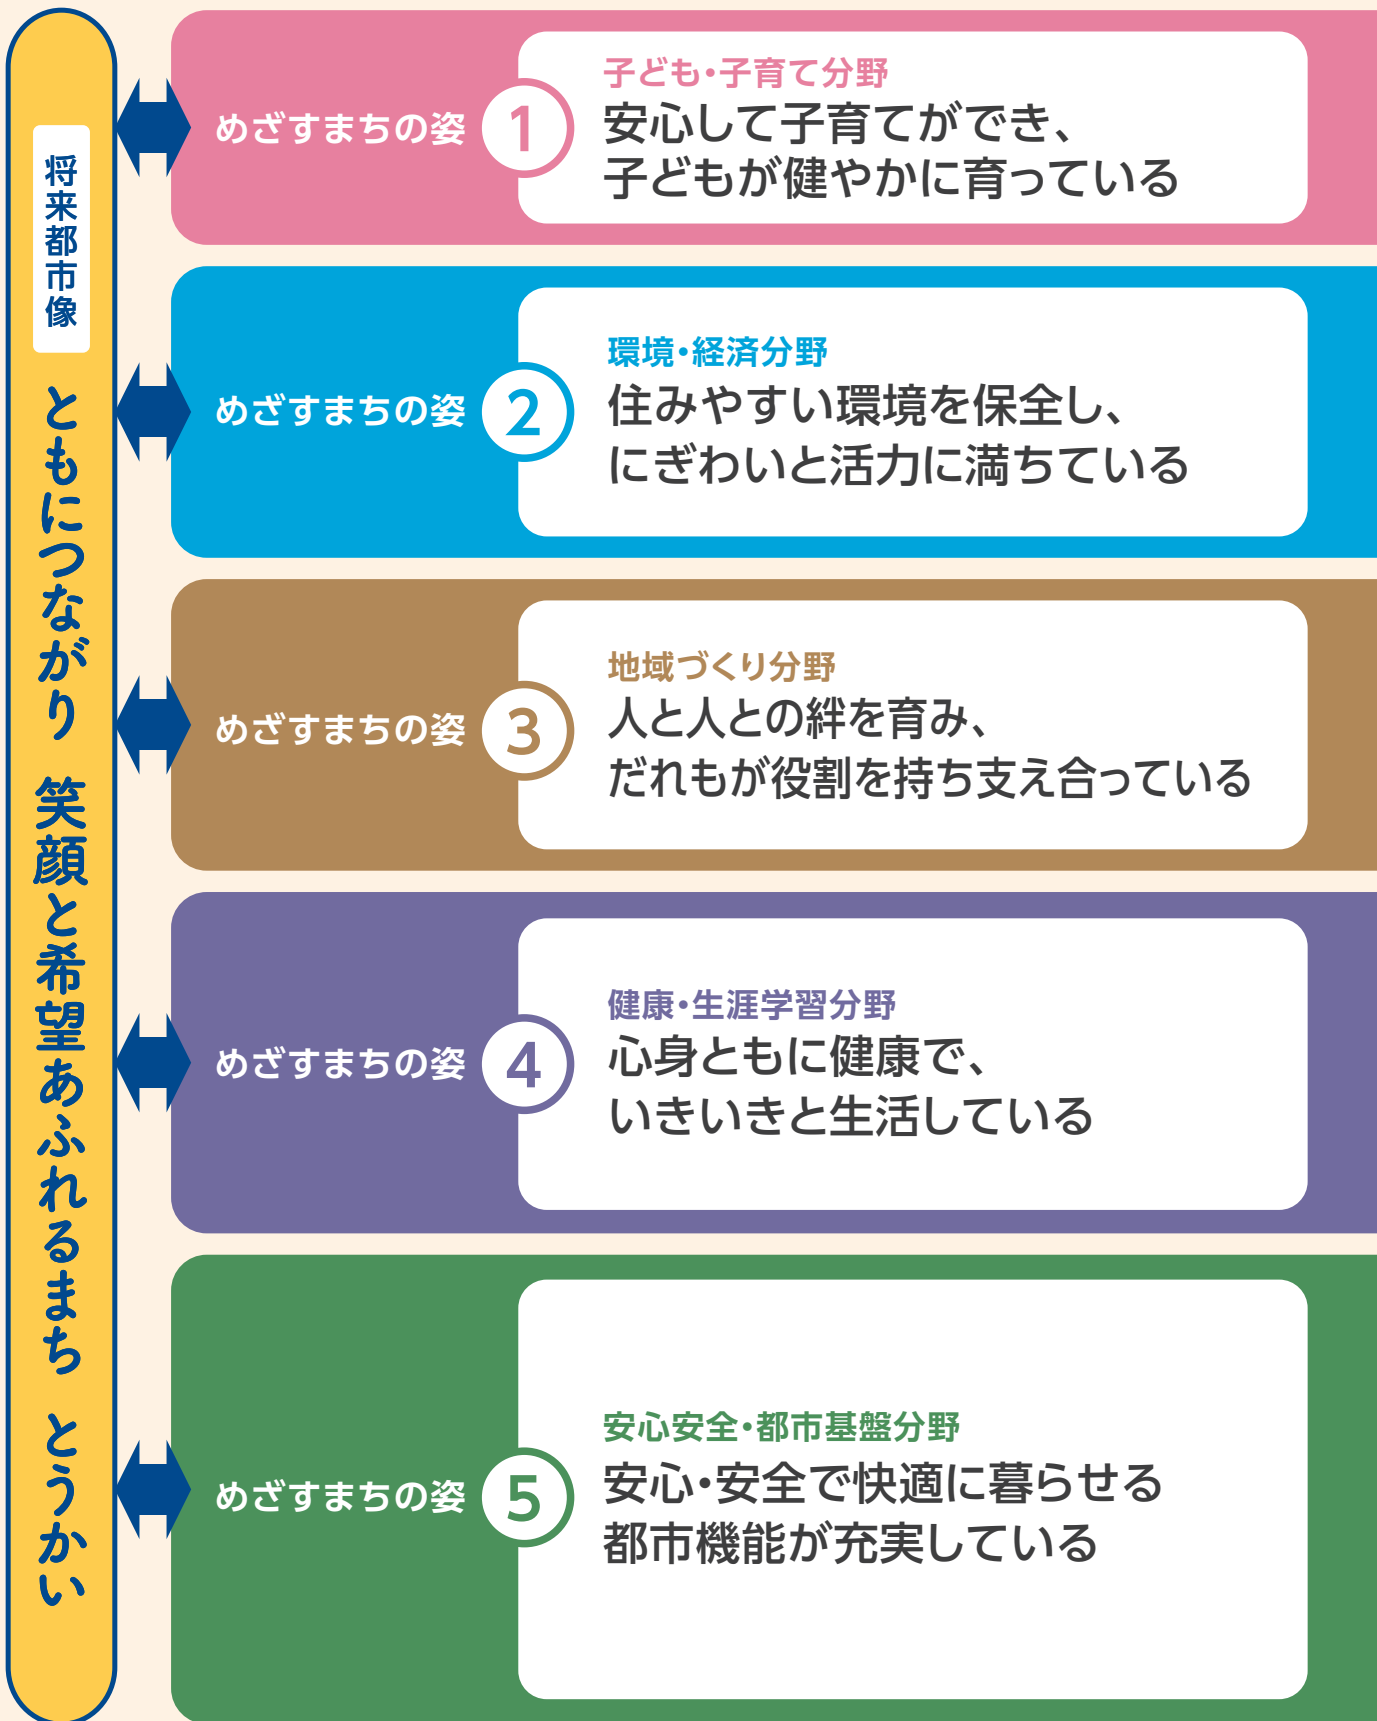 将来都市像
ともにつながり 笑顔と希望あふれるまち とうかい
めざすまちの姿 1
子ども・子育て分野
安心して子育てができ、
子どもが健やかに育っている
めざすまちの姿 2
環境・経済分野
住みやすい環境を保全し、
にぎわいと活力に満ちている
めざすまちの姿 3
地域づくり分野
人と人との絆を育み、
だれもが役割を持ち支え合っている
めざすまちの姿 4
健康・生涯学習分野
心身ともに健康で、
いきいきと生活している
めざすまちの姿 5
安心安全・都市基盤分野
安心・安全で快適に暮らせる
都市機能が充実している